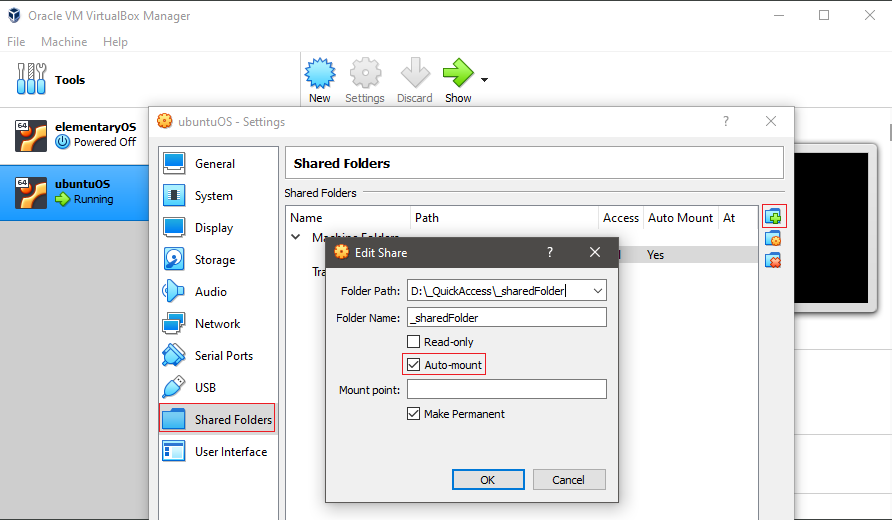 Oracle VM VirtualBox Manager
File Machine Help
Tools
New Settings Discard Show
64 elementaryOS
Powered Off
64 ubuntuOS
Running
ubuntuOS - Settings ?
General
System
Display
Storage
Audio
Network
Serial Ports
USB
Shared Folders
User Interface
Shared Folders
Shared Folders
Name Path Access Auto Mount At
Yes
Edit Share ?
Folder Path: D:\_QuickAccess\_sharedFolder
Folder Name: _sharedFolder
Read-only
Auto-mount
Mount point:
Make Permanent
OK Cancel